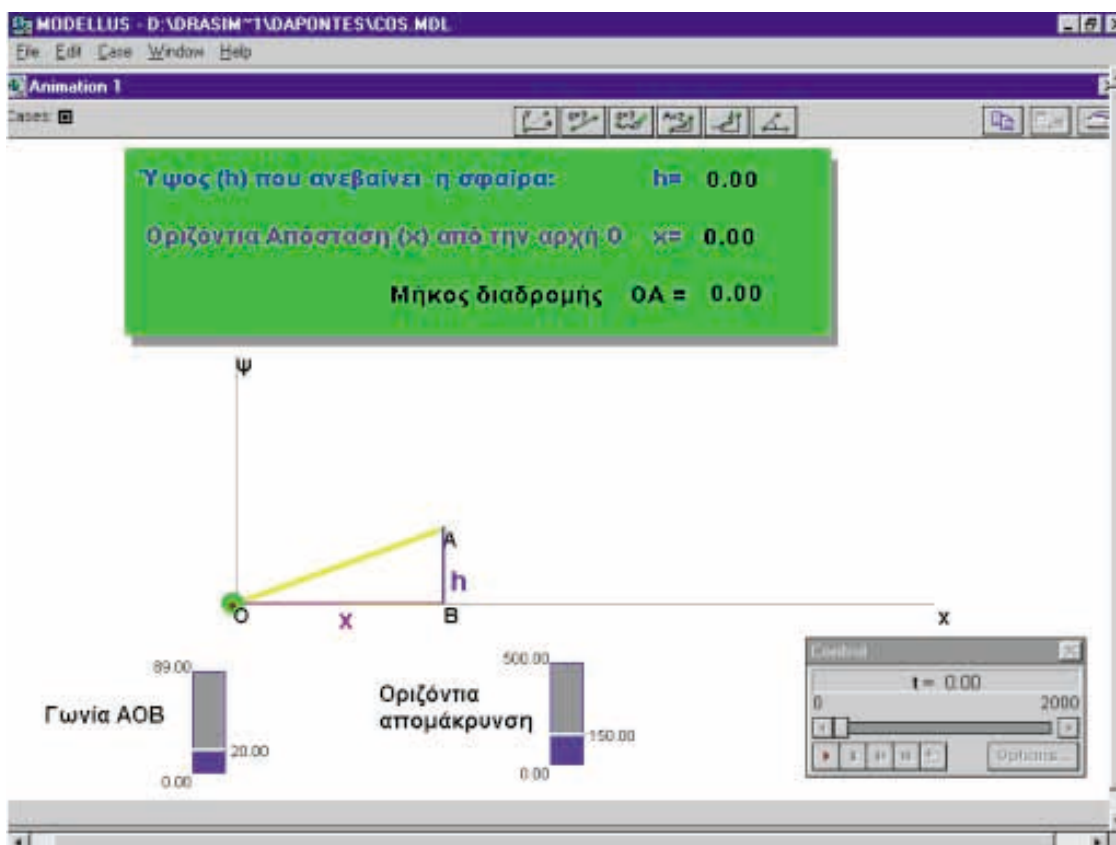 MODELLUS - D:\DRASIM~1\DAPONTES\COS.MDL
File Edit Case Window Help
Animation 1
Cases:
Ύψος (h) που ανεβαίνει η σφαίρα: h= 0.00
Οριζόντια Απόσταση (x) από την αρχή Ο x= 0.00
Μήκος διαδρομής ΟΑ = 0.00
Ψ
A
h
O
x
B
x
89.00
Γωνία ΑΟΒ
20.00
0.00
500.00
Οριζόντια
απομάκρυνση
150.00
0.00
Control
t = 0.00
0 2000
Options...